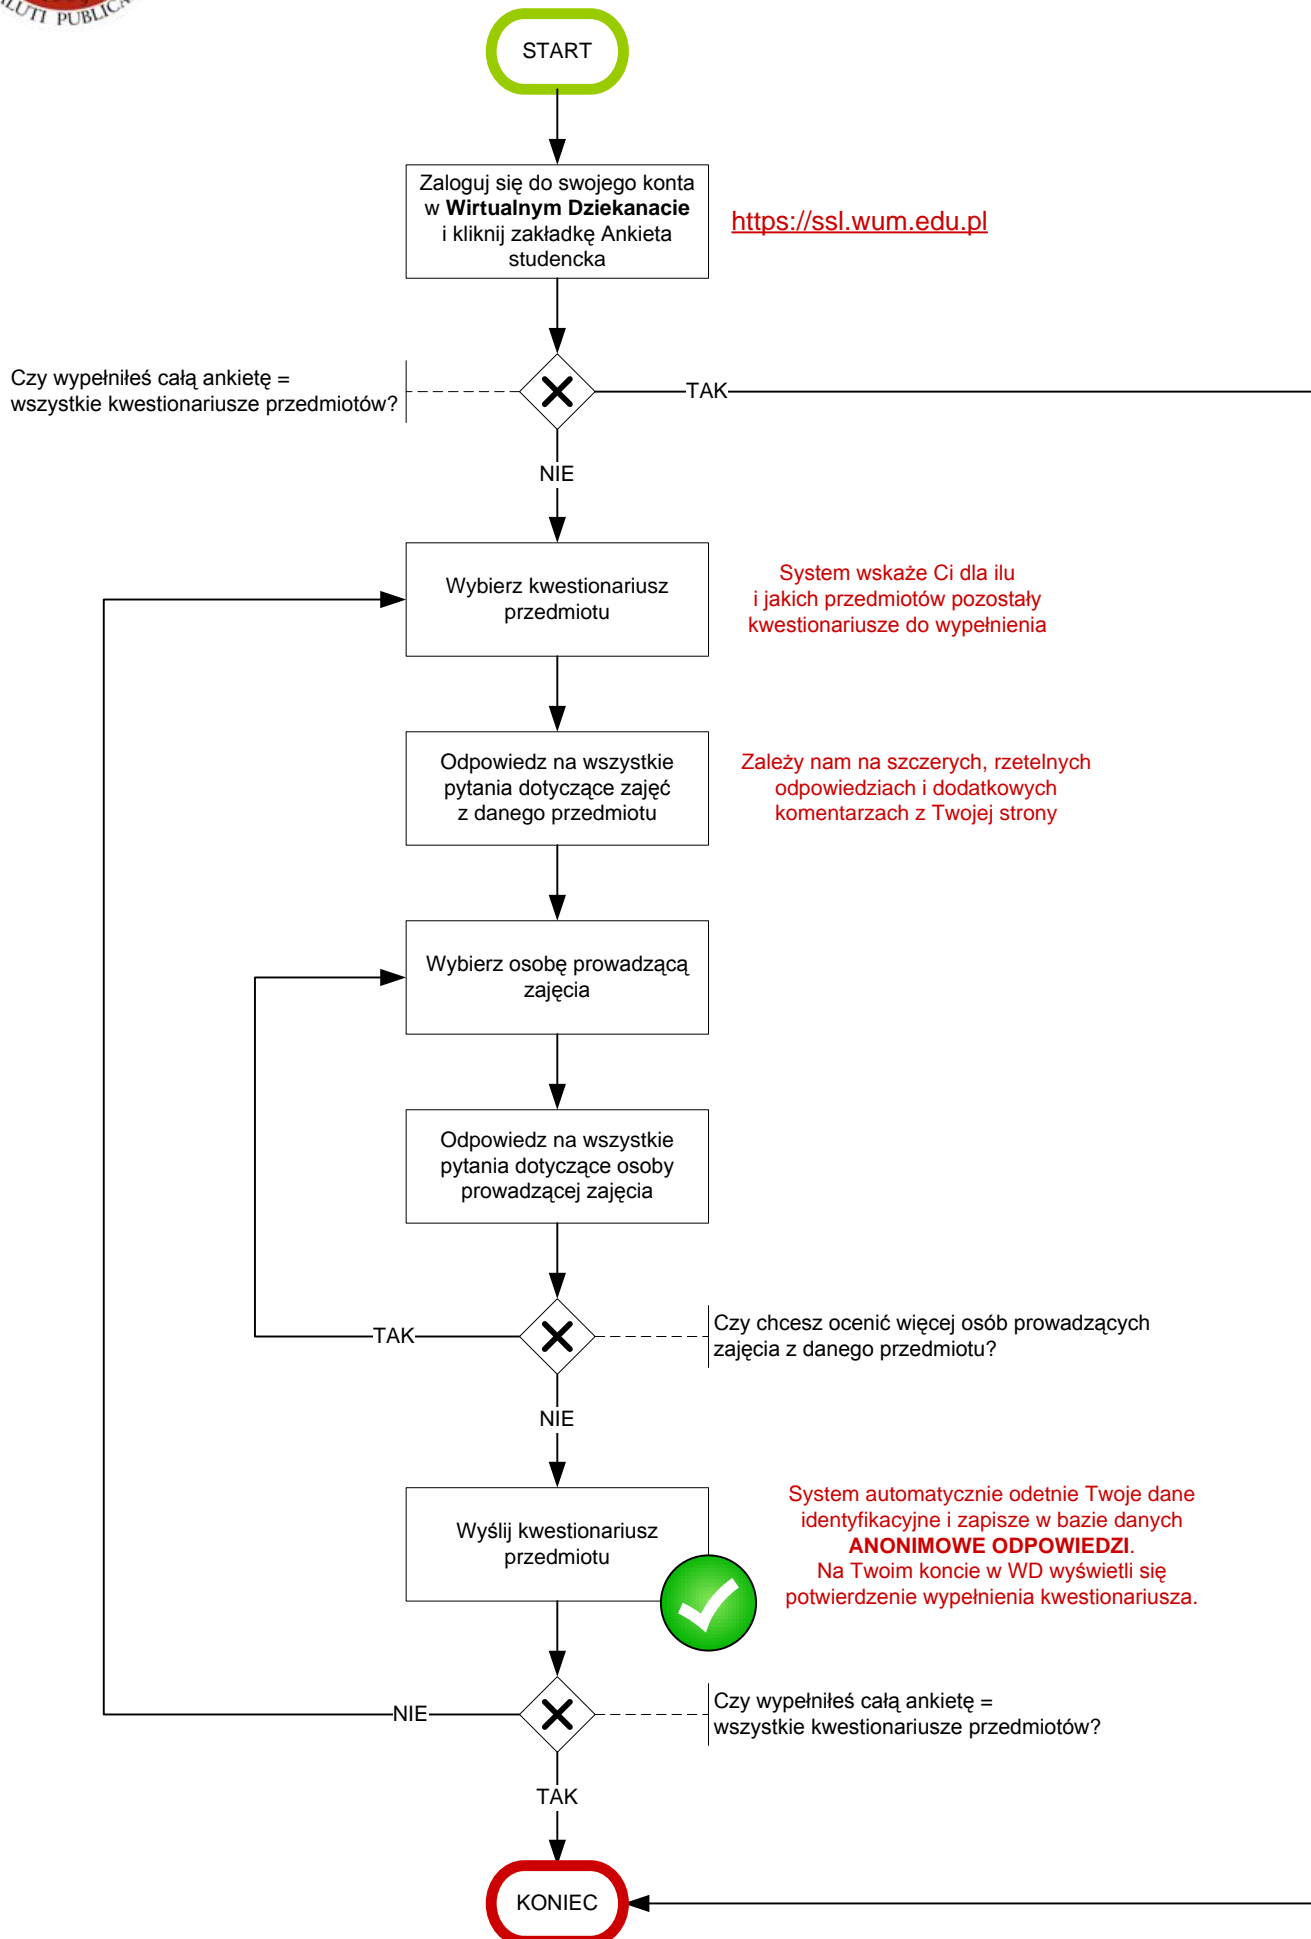 PUBLICA
START
Zaloguj się do swojego konta
w Wirtualnym Dziekanacie
i kliknij zakładkę Ankieta
studencka
https://ssl.wum.edu.pl
Czy wypełniłeś całą ankietę =
wszystkie kwestionariusze przedmiotów?
TAK
NIE
Wybierz kwestionariusz
przedmiotu
System wskaże Ci dla ilu
i jakich przedmiotów pozostały
kwestionariusze do wypełnienia
Odpowiedz na wszystkie
pytania dotyczące zajęć
z danego przedmiotu
Zależy nam na szczerych, rzetelnych
odpowiedziach i dodatkowych
komentarzach z Twojej strony
Wybierz osobę prowadzącą
zajęcia
Odpowiedz na wszystkie
pytania dotyczące osoby
prowadzącej zajęcia
TAK
Czy chcesz ocenić więcej osób prowadzących
zajęcia z danego przedmiotu?
NIE
Wyślij kwestionariusz
przedmiotu
System automatycznie odetnie Twoje dane
identyfikacyjne i zapisze w bazie danych
ANONIMOWE ODPOWIEDZI.
Na Twoim koncie w WD wyświetli się
potwierdzenie wypełnienia kwestionariusza.
NIE
Czy wypełniłeś całą ankietę =
wszystkie kwestionariusze przedmiotów?
TAK
KONIEC